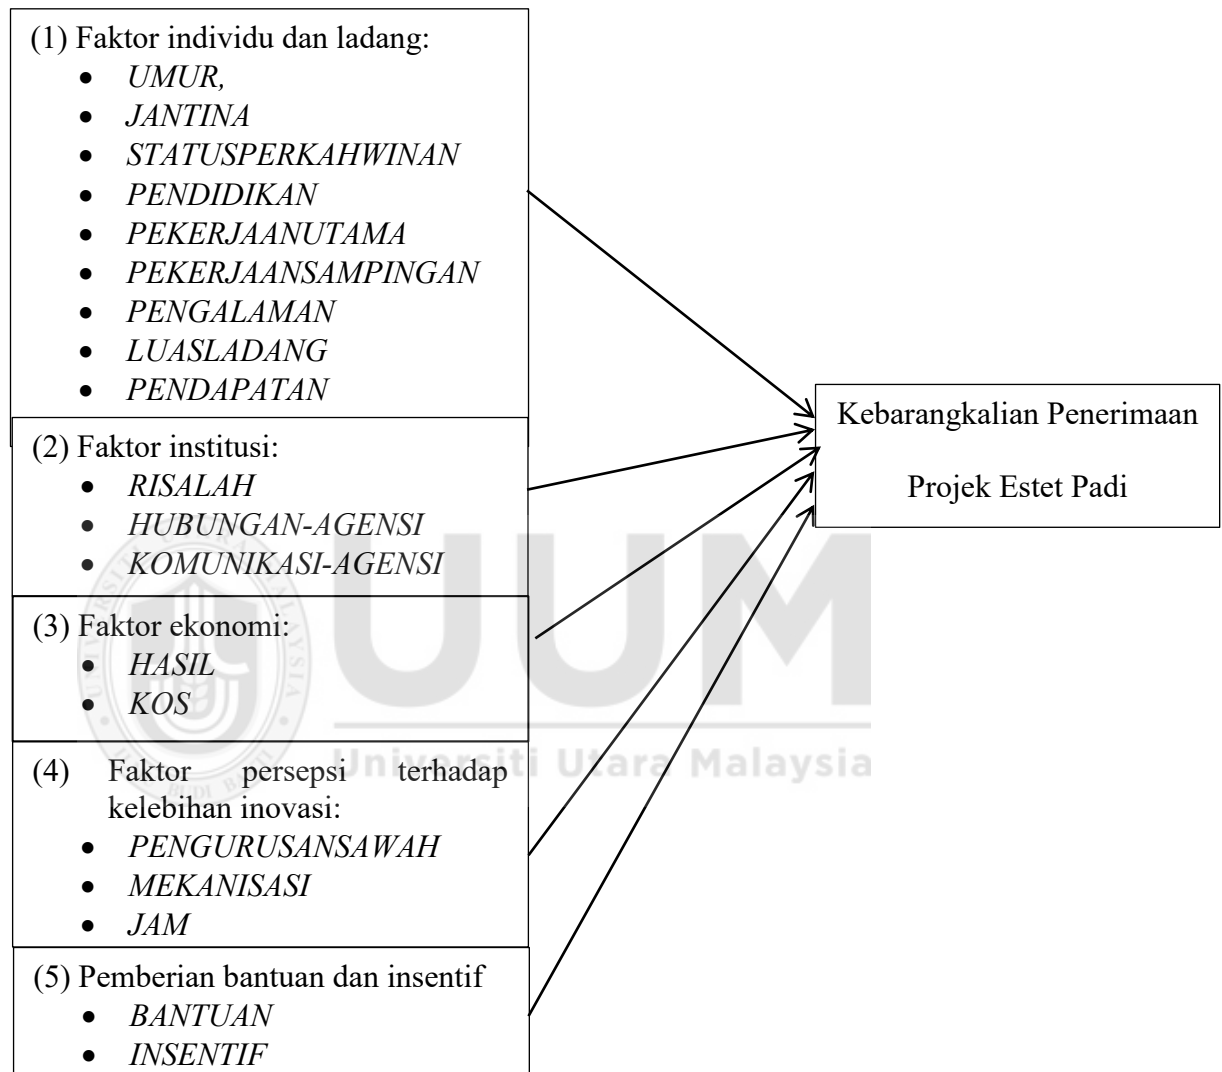 (1) Faktor individu dan ladang:
• UMUR,
• JANTINA
• STATUSPERKAHWINAN
• PENDIDIKAN
• PEKERJAANUTAMA
• PEKERJAANSAMPINGAN
• PENGALAMAN
• LUASLADANG
• PENDAPATAN
(2) Faktor institusi:
• RISALAH
• HUBUNGAN-AGENSI
• KOMUNIKASI-AGENSI
(3) Faktor ekonomi:
• HASIL
• KOS
(4) Faktor persepsi terhadap
kelebihan inovasi:
• PENGURUSANSAWAH
• MEKANISASI
• JAM
(5) Pemberian bantuan dan insentif
• BANTUAN
• INSENTIF
Kebarangkalian Penerimaan
Projek Estet Padi
UUM
Universiti Utara Malaysia